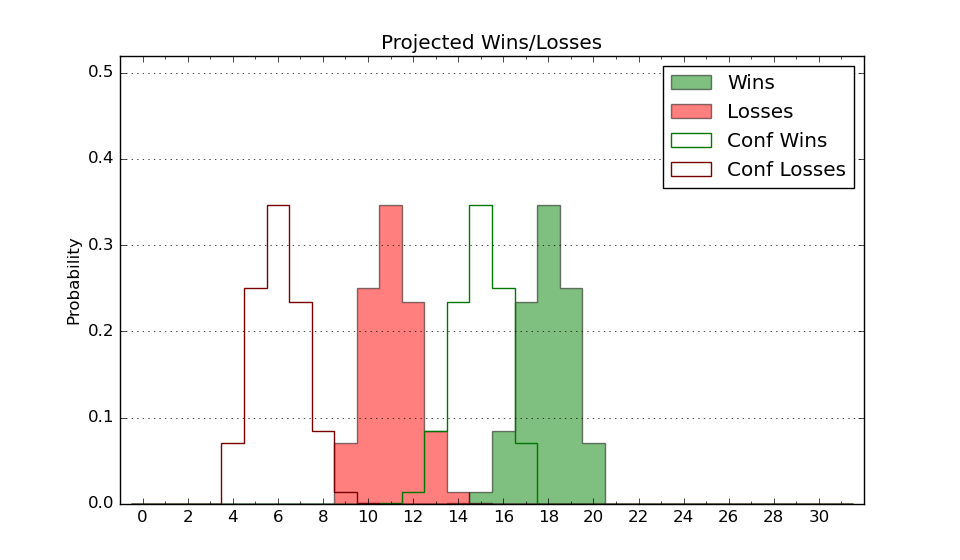 Projected Wins/Losses
0.5
0.4
0.3
0.2
0.1
0.0
Probability
Wins
Losses
Conf Wins
Conf Losses
0 2 4 6 8 10 12 14 16 18 20 22 24 26 28 30